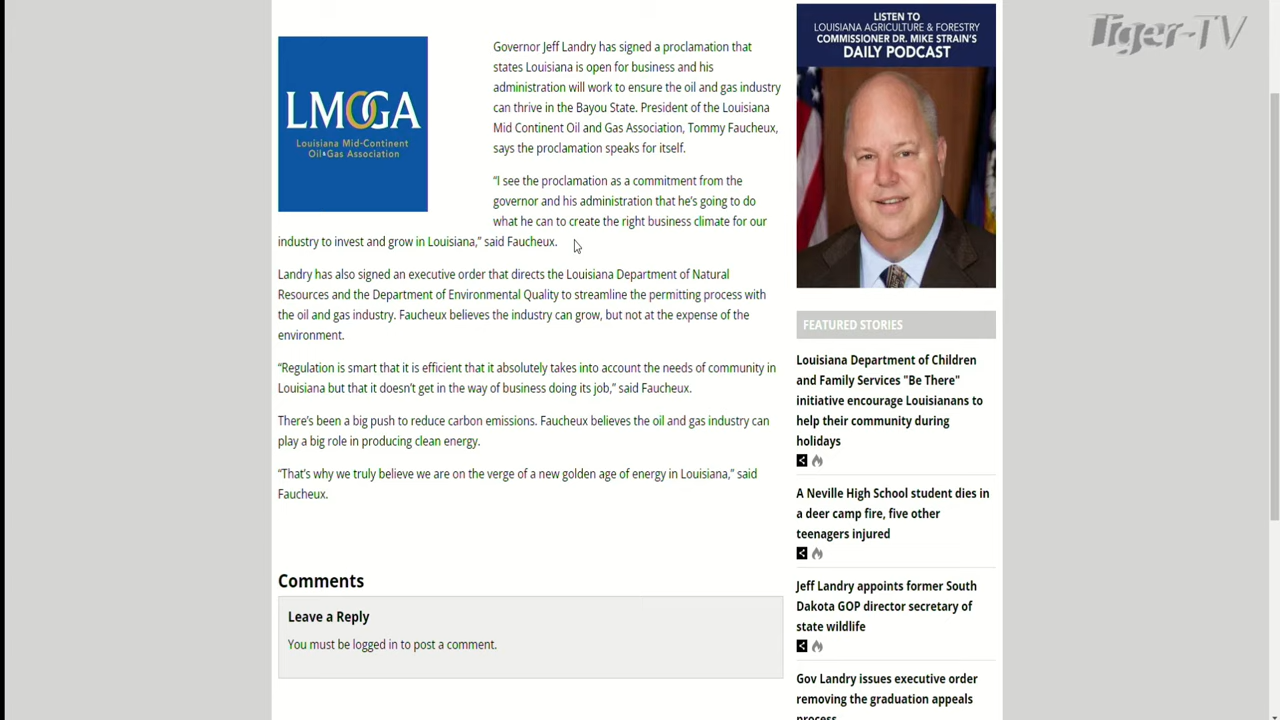 Tiger-TV
LMOGA
Louisiana Mid-Continent
Oil & Gas Association
Governor Jeff Landry has signed a proclamation that
states Louisiana is open for business and his
administration will work to ensure the oil and gas industry
can thrive in the Bayou State. President of the Louisiana
Mid Continent Oil and Gas Association, Tommy Faucheux,
says the proclamation speaks for itself.
“I see the proclamation as a commitment from the
governor and his administration that he’s going to do
what he can to create the right business climate for our
industry to invest and grow in Louisiana,” said Faucheux.
Landry has also signed an executive order that directs the Louisiana Department of Natural
Resources and the Department of Environmental Quality to streamline the permitting process with
the oil and gas industry. Faucheux believes the industry can grow, but not at the expense of the
environment.
“Regulation is smart that it is efficient that it absolutely takes into account the needs of community in
Louisiana but that it doesn’t get in the way of business doing its job,” said Faucheux.
There’s been a big push to reduce carbon emissions. Faucheux believes the oil and gas industry can
play a big role in producing clean energy.
“That’s why we truly believe we are on the verge of a new golden age of energy in Louisiana,” said
Faucheux.
Comments
Leave a Reply
You must be logged in to post a comment.
LISTEN TO
LOUISIANA AGRICULTURE & FORESTRY
COMMISSIONER DR. MIKE STRAIN'S
DAILY PODCAST
FEATURED STORIES
Louisiana Department of Children
and Family Services "Be There"
initiative encourage Louisianans to
help their community during
holidays
A Neville High School student dies in
a deer camp fire, five other
teenagers injured
Jeff Landry appoints former South
Dakota GOP director secretary of
state wildlife
Gov Landry issues executive order
removing the graduation appeals
process